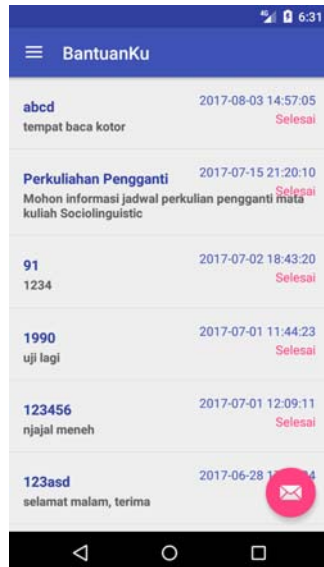 4G 6:31
BantuanKu
abcd 2017-08-03 14:57:05
tempat baca kotor Selesai
Perkuliahan Pengganti 2017-07-15 21:20:10
Selesai
Mohon informasi jadwal perkulian pengganti mata
kuliah Sociolinguistic
91 2017-07-02 18:43:20
1234 Selesai
1990 2017-07-01 11:44:23
uji lagi Selesai
123456 2017-07-01 12:09:11
njajal meneh Selesai
123asd 2017-06-28
selamat malam, terima